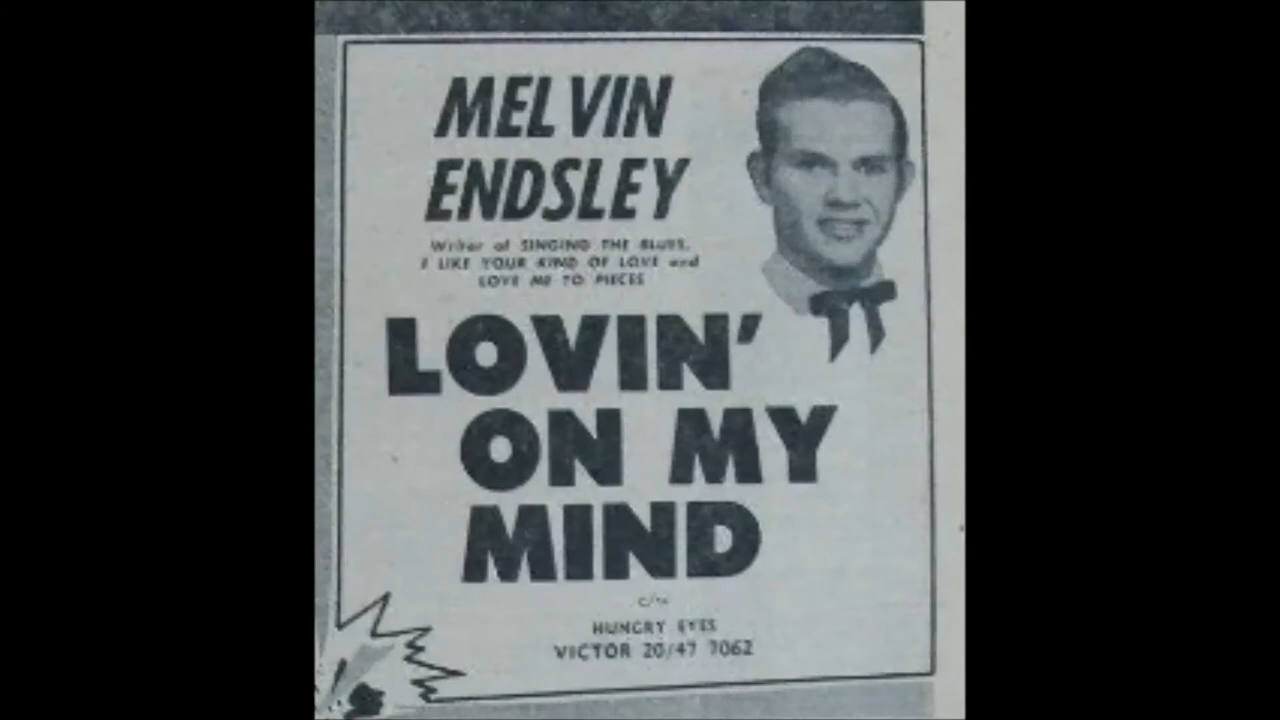 MELVIN
ENDSLEY
Writer of SINGING THE BLUES,
I LIKE YOUR KIND OF LOVE and
LOVE ME TO PIECES
LOVIN'
ON MY
MIND
c/w
HUNGRY EYES
VICTOR 20/47 7062